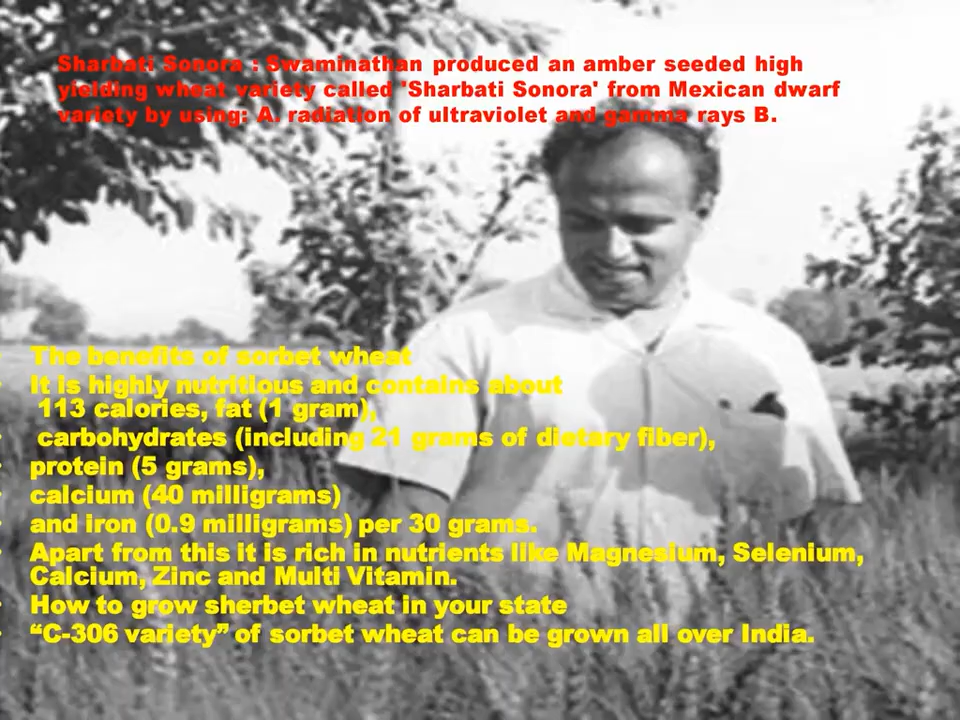 Sharbati Sonora : Swaminathan produced an amber seeded high
yielding wheat variety called 'Sharbati Sonora' from Mexican dwarf
variety by using: A. radiation of ultraviolet and gamma rays B.
• The benefits of sorbet wheat
• It is highly nutritious and contains about
113 calories, fat (1 gram),
• carbohydrates (including 21 grams of dietary fiber),
• protein (5 grams),
• calcium (40 milligrams)
• and iron (0.9 milligrams) per 30 grams.
• Apart from this it is rich in nutrients like Magnesium, Selenium,
Calcium, Zinc and Multi Vitamin.
• How to grow sherbet wheat in your state
• “C-306 variety” of sorbet wheat can be grown all over India.